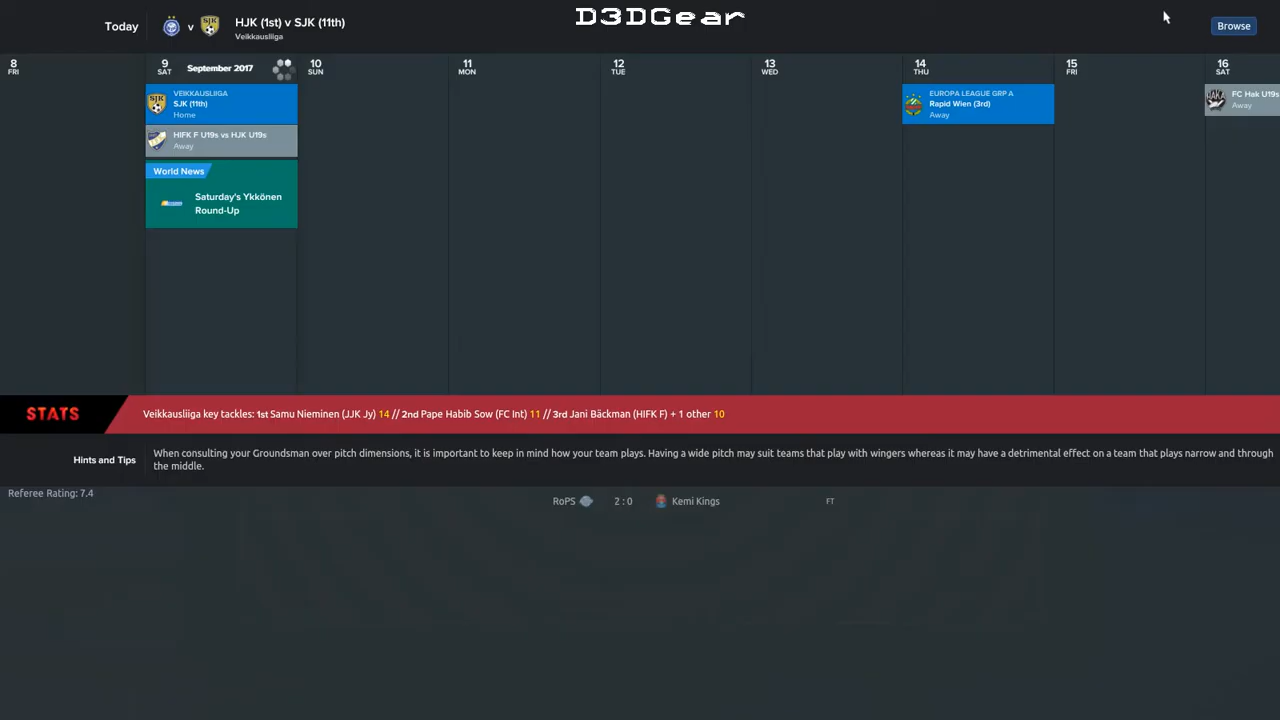 D3DGear
Today
v
HJK (1st) v SJK (11th)
Veikkausliiga
Browse
8
FRI
9
SAT
September 2017
10
SUN
11
MON
12
TUE
13
WED
14
THU
15
FRI
16
SAT
SJK
VEIKKAUSLIIGA
SJK (11th)
Home
HIFK F U19s vs HJK U19s
Away
World News
Saturday's Ykkönen
Round-Up
EUROPA LEAGUE GRP A
Rapid Wien (3rd)
Away
HAKA
FC Hak U19s
Away
STATS
Veikkausliiga key tackles: 1st Samu Nieminen (JJK Jy) 14 // 2nd Pape Habib Sow (FC Int) 11 // 3rd Jani Bäckman (HIFK F) + 1 other 10
Hints and Tips
When consulting your Groundsman over pitch dimensions, it is important to keep in mind how your team plays. Having a wide pitch may suit teams that play with wingers whereas it may have a detrimental effect on a team that plays narrow and through
the middle.
Referee Rating: 7.4
RoPS 2 : 0 Kemi Kings FT